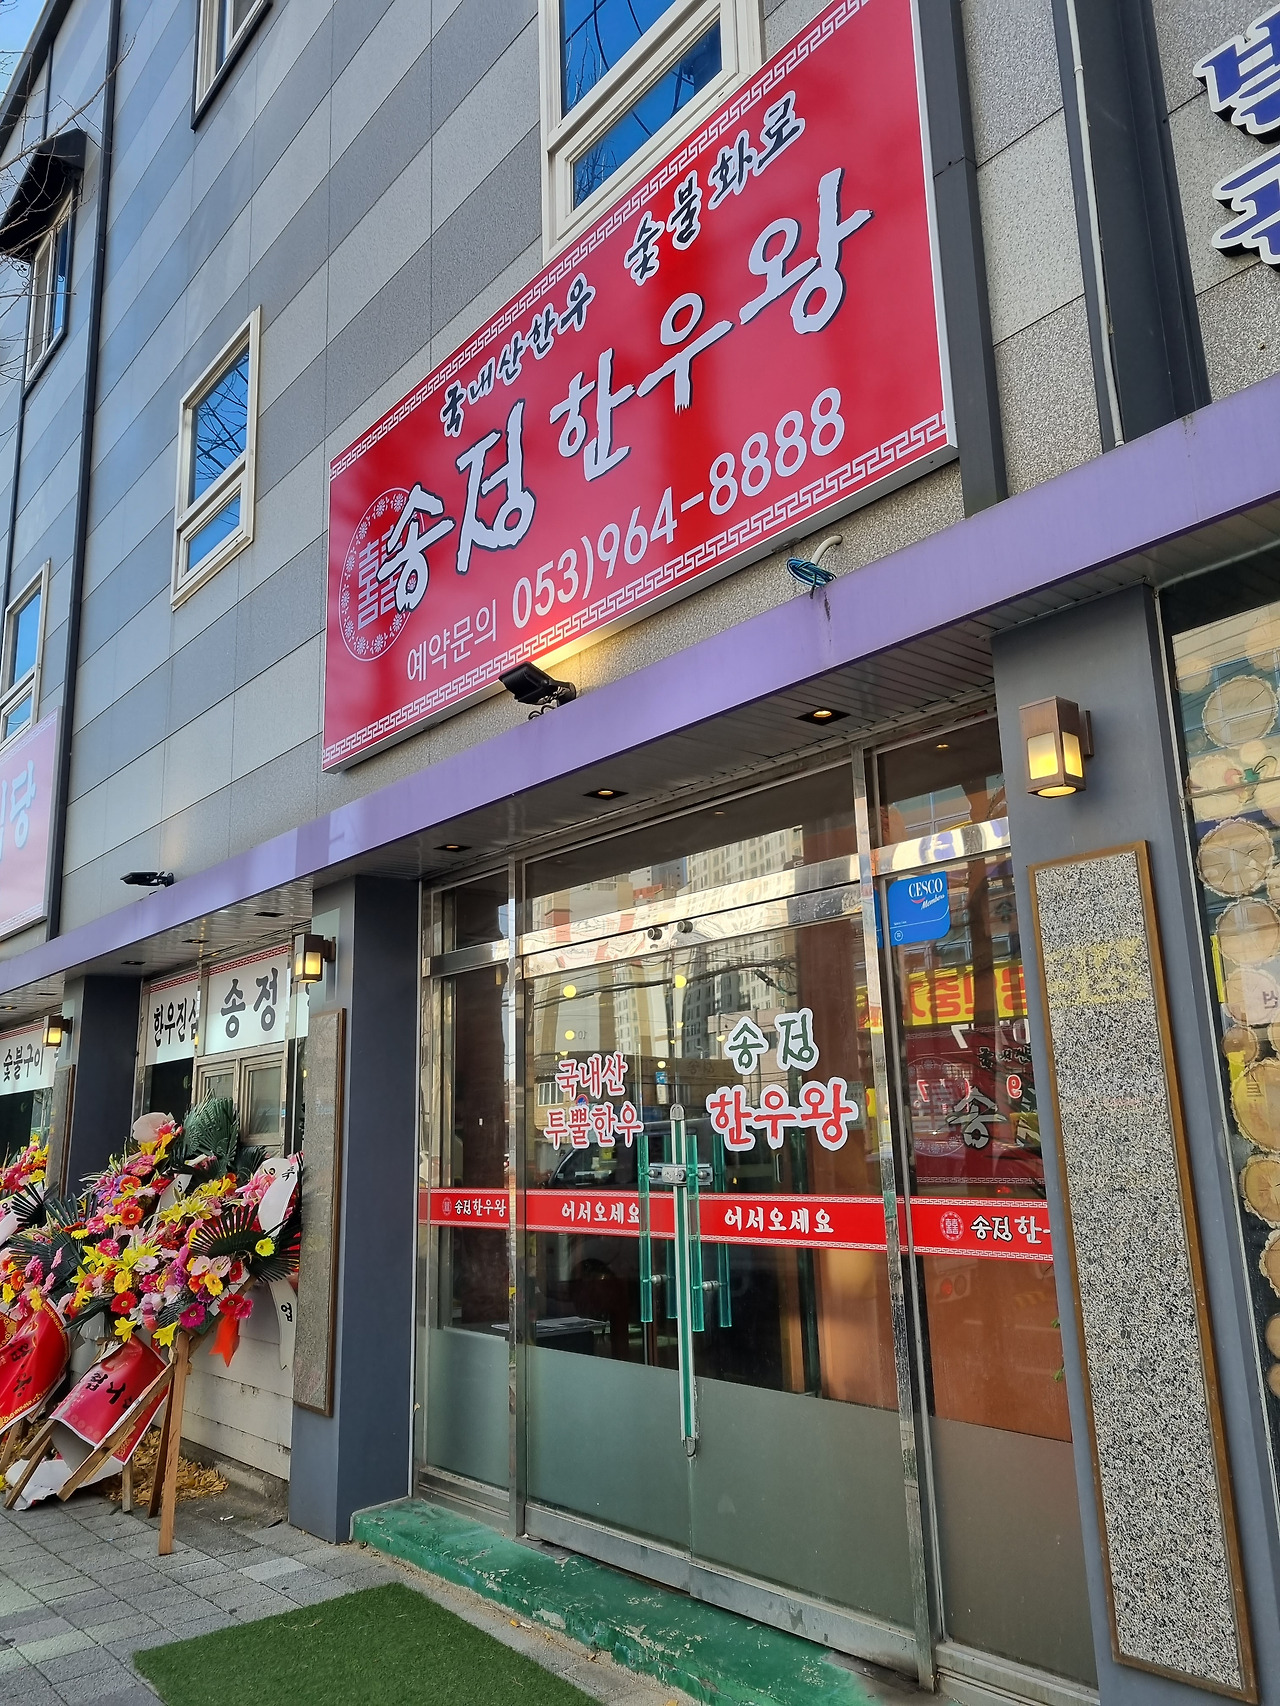 국내산한우 숯불화로
송정한우왕
예약문의 053)964-8888
한우진심
송정
숯불구이
CESCO
Members
국내산
투뿔한우
송정
한우왕
송정한우왕
어서오세요
어서오세요
송정한우